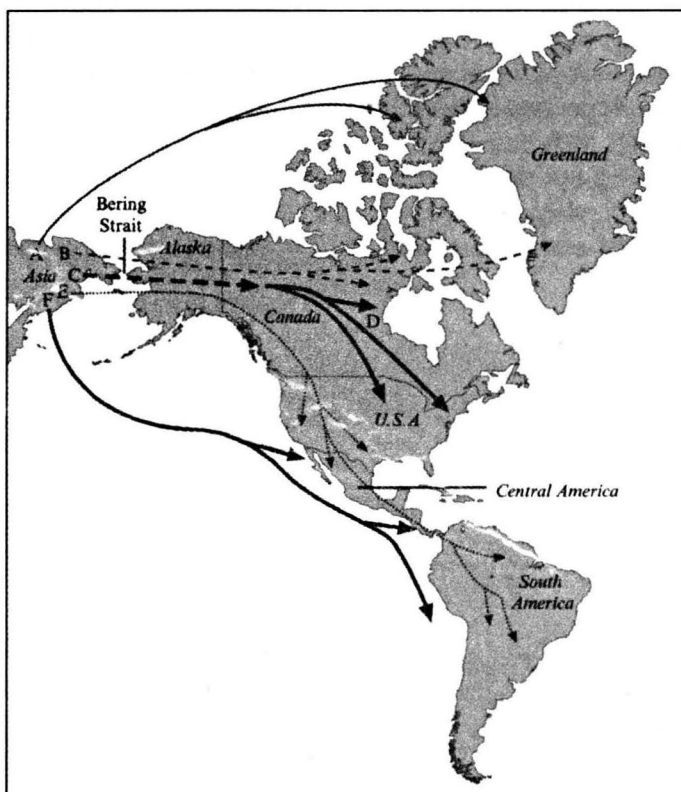 Greenland
Bering
Strait
Alaska
A
B
Asia
C
E
F
Canada
D
U.S.A
Central America
South
America